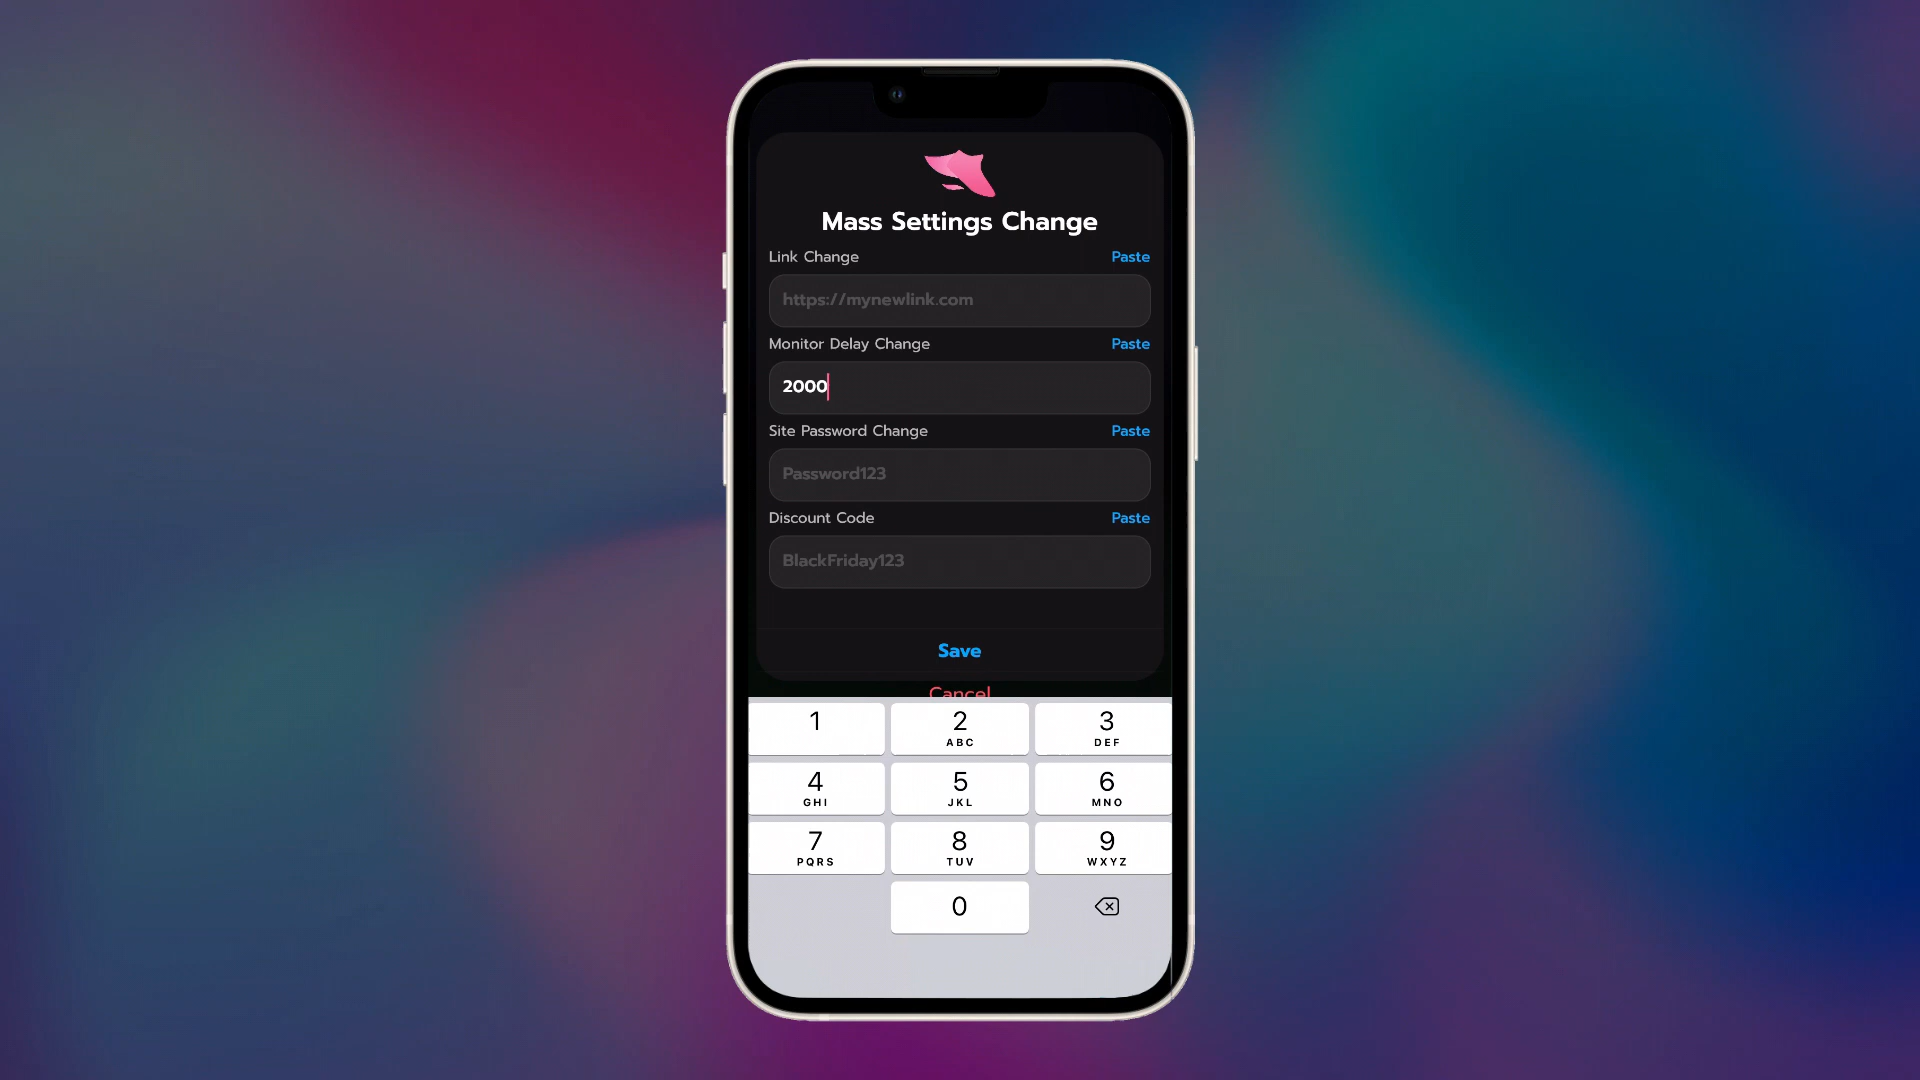 Mass Settings Change
Link Change Paste
https://mynewlink.com
Monitor Delay Change Paste
2000
Site Password Change Paste
Password123
Discount Code Paste
BlackFriday123
Save
Cancel
1 2 3
ABC DEF
4 5 6
GHI JKL MNO
7 8 9
PQRS TUV WXYZ
0